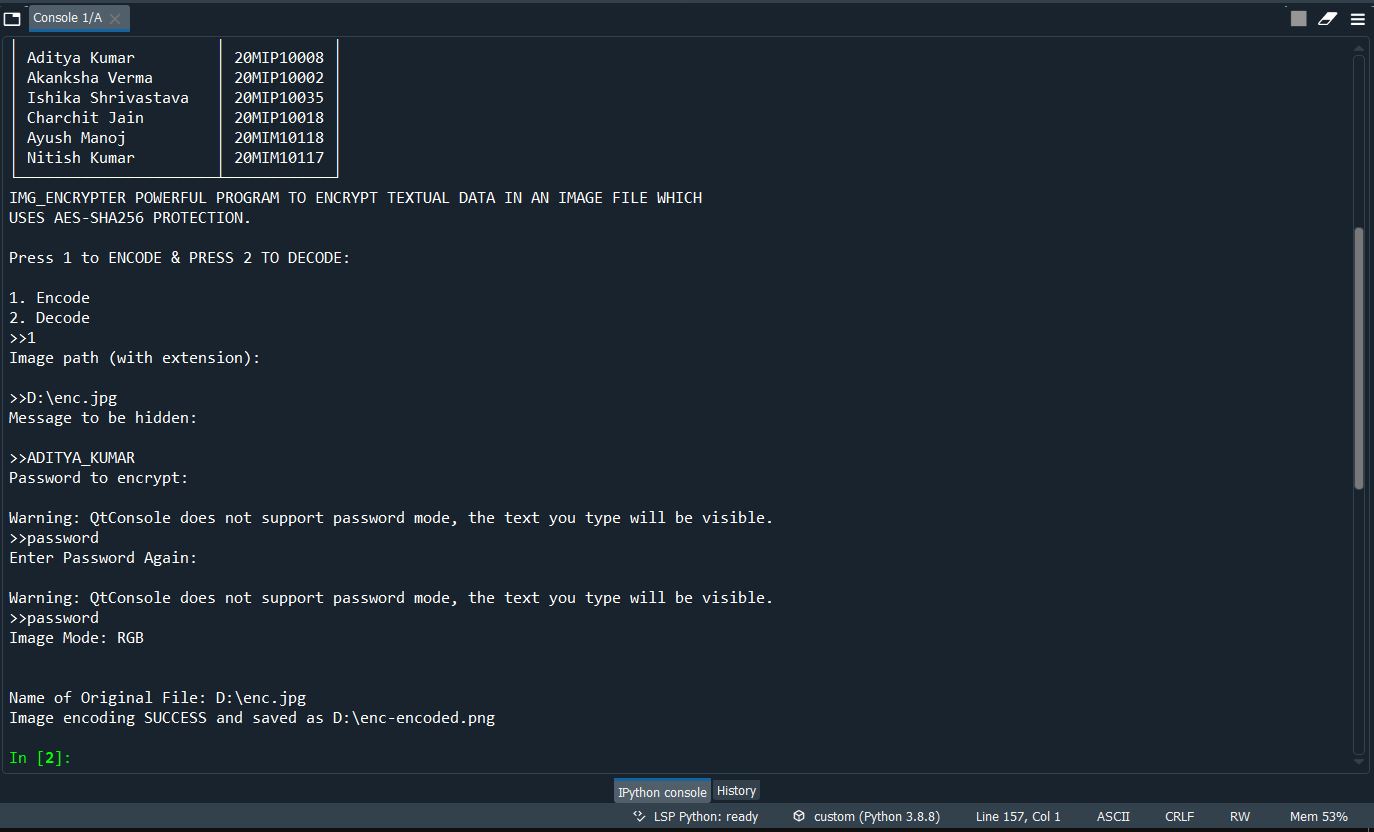 Console 1/A
Aditya Kumar 20MIP10008
Akanksha Verma 20MIP10002
Ishika Shrivastava 20MIP10035
Charchit Jain 20MIP10018
Ayush Manoj 20MIM10118
Nitish Kumar 20MIM10117
IMG_ENCRYPTER POWERFUL PROGRAM TO ENCRYPT TEXTUAL DATA IN AN IMAGE FILE WHICH
USES AES-SHA256 PROTECTION.
Press 1 to ENCODE & PRESS 2 TO DECODE:
1. Encode
2. Decode
>>1
Image path (with extension):
>>D:\enc.jpg
Message to be hidden:
>>ADITYA_KUMAR
Password to encrypt:
Warning: QtConsole does not support password mode, the text you type will be visible.
>>password
Enter Password Again:
Warning: QtConsole does not support password mode, the text you type will be visible.
>>password
Image Mode: RGB
Name of Original File: D:\enc.jpg
Image encoding SUCCESS and saved as D:\enc-encoded.png
In [2]:
IPython console History
LSP Python: ready custom (Python 3.8.8) Line 157, Col 1 ASCII CRLF RW Mem 53%